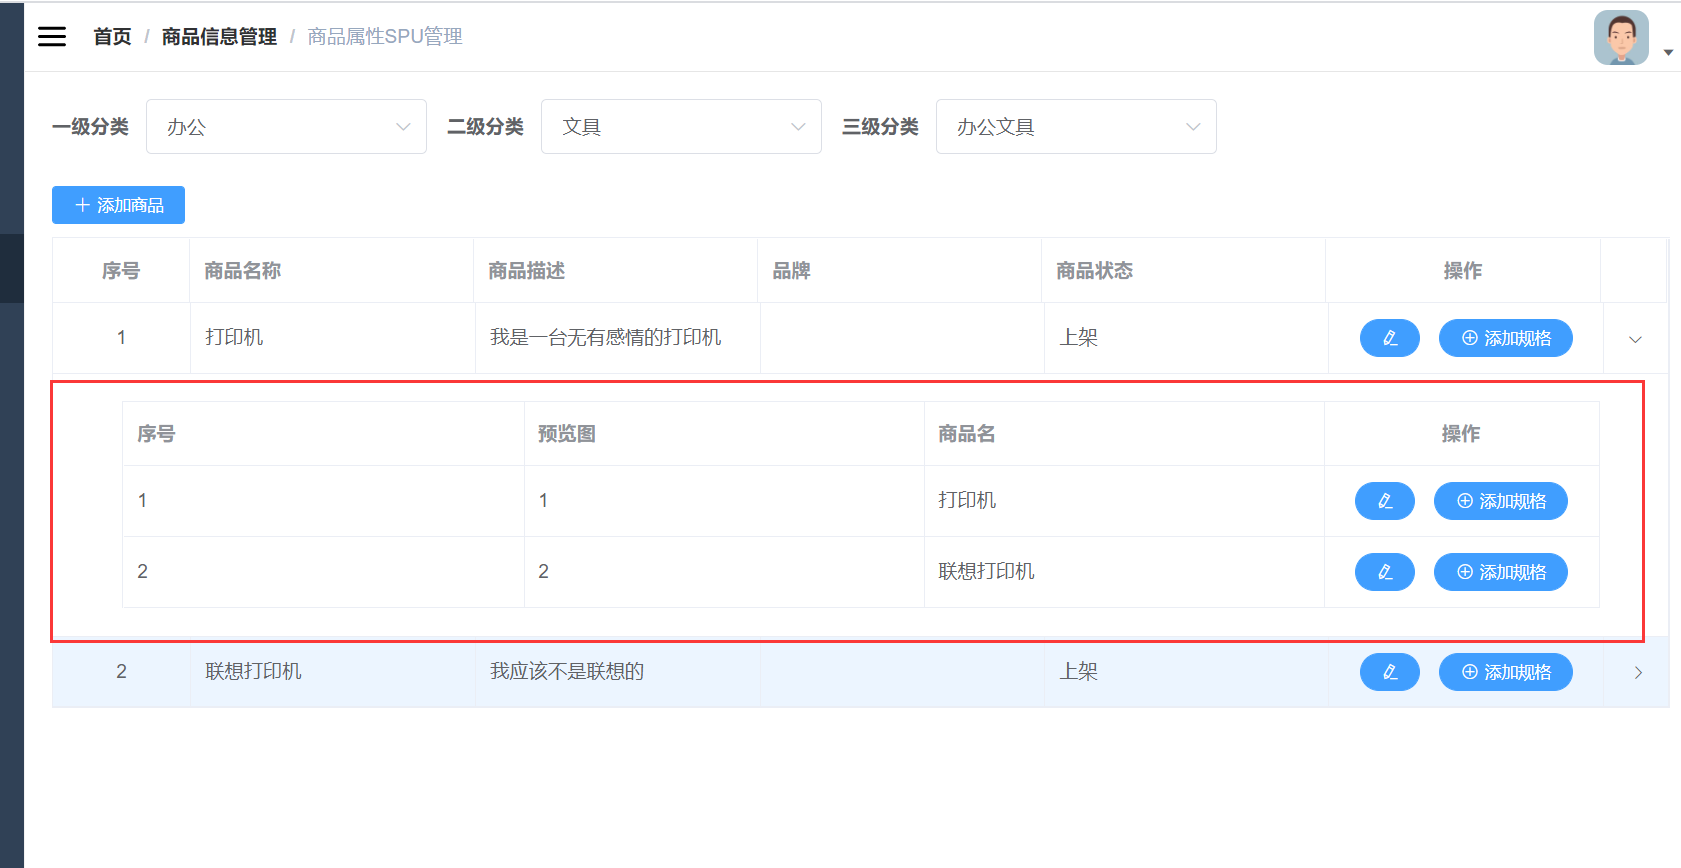 首页 / 商品信息管理 / 商品属性SPU管理
一级分类 办公 二级分类 文具 三级分类 办公文具
添加商品
序号 商品名称 商品描述 品牌 商品状态 操作
1 打印机 我是一台无有感情的打印机 上架 添加规格
序号 预览图 商品名 操作
1 1 打印机 添加规格
2 2 联想打印机 添加规格
2 联想打印机 我应该不是联想的 上架 添加规格